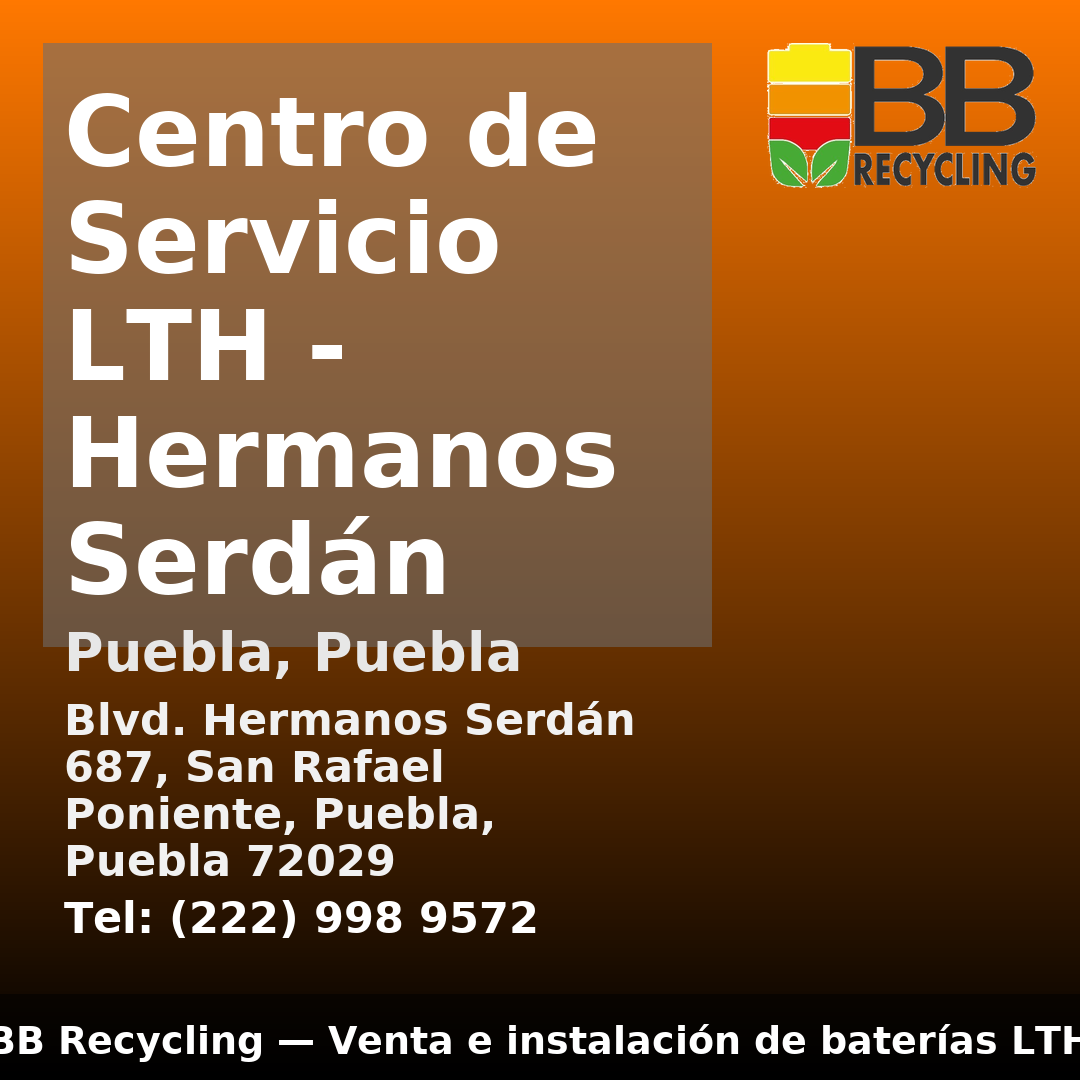 Centro de
Servicio
LTH -
Hermanos
Serdán
Puebla, Puebla
Blvd. Hermanos Serdán
687, San Rafael
Poniente, Puebla,
Puebla 72029
Tel: (222) 998 9572
BB
RECYCLING
BB Recycling — Venta e instalación de baterías LTH